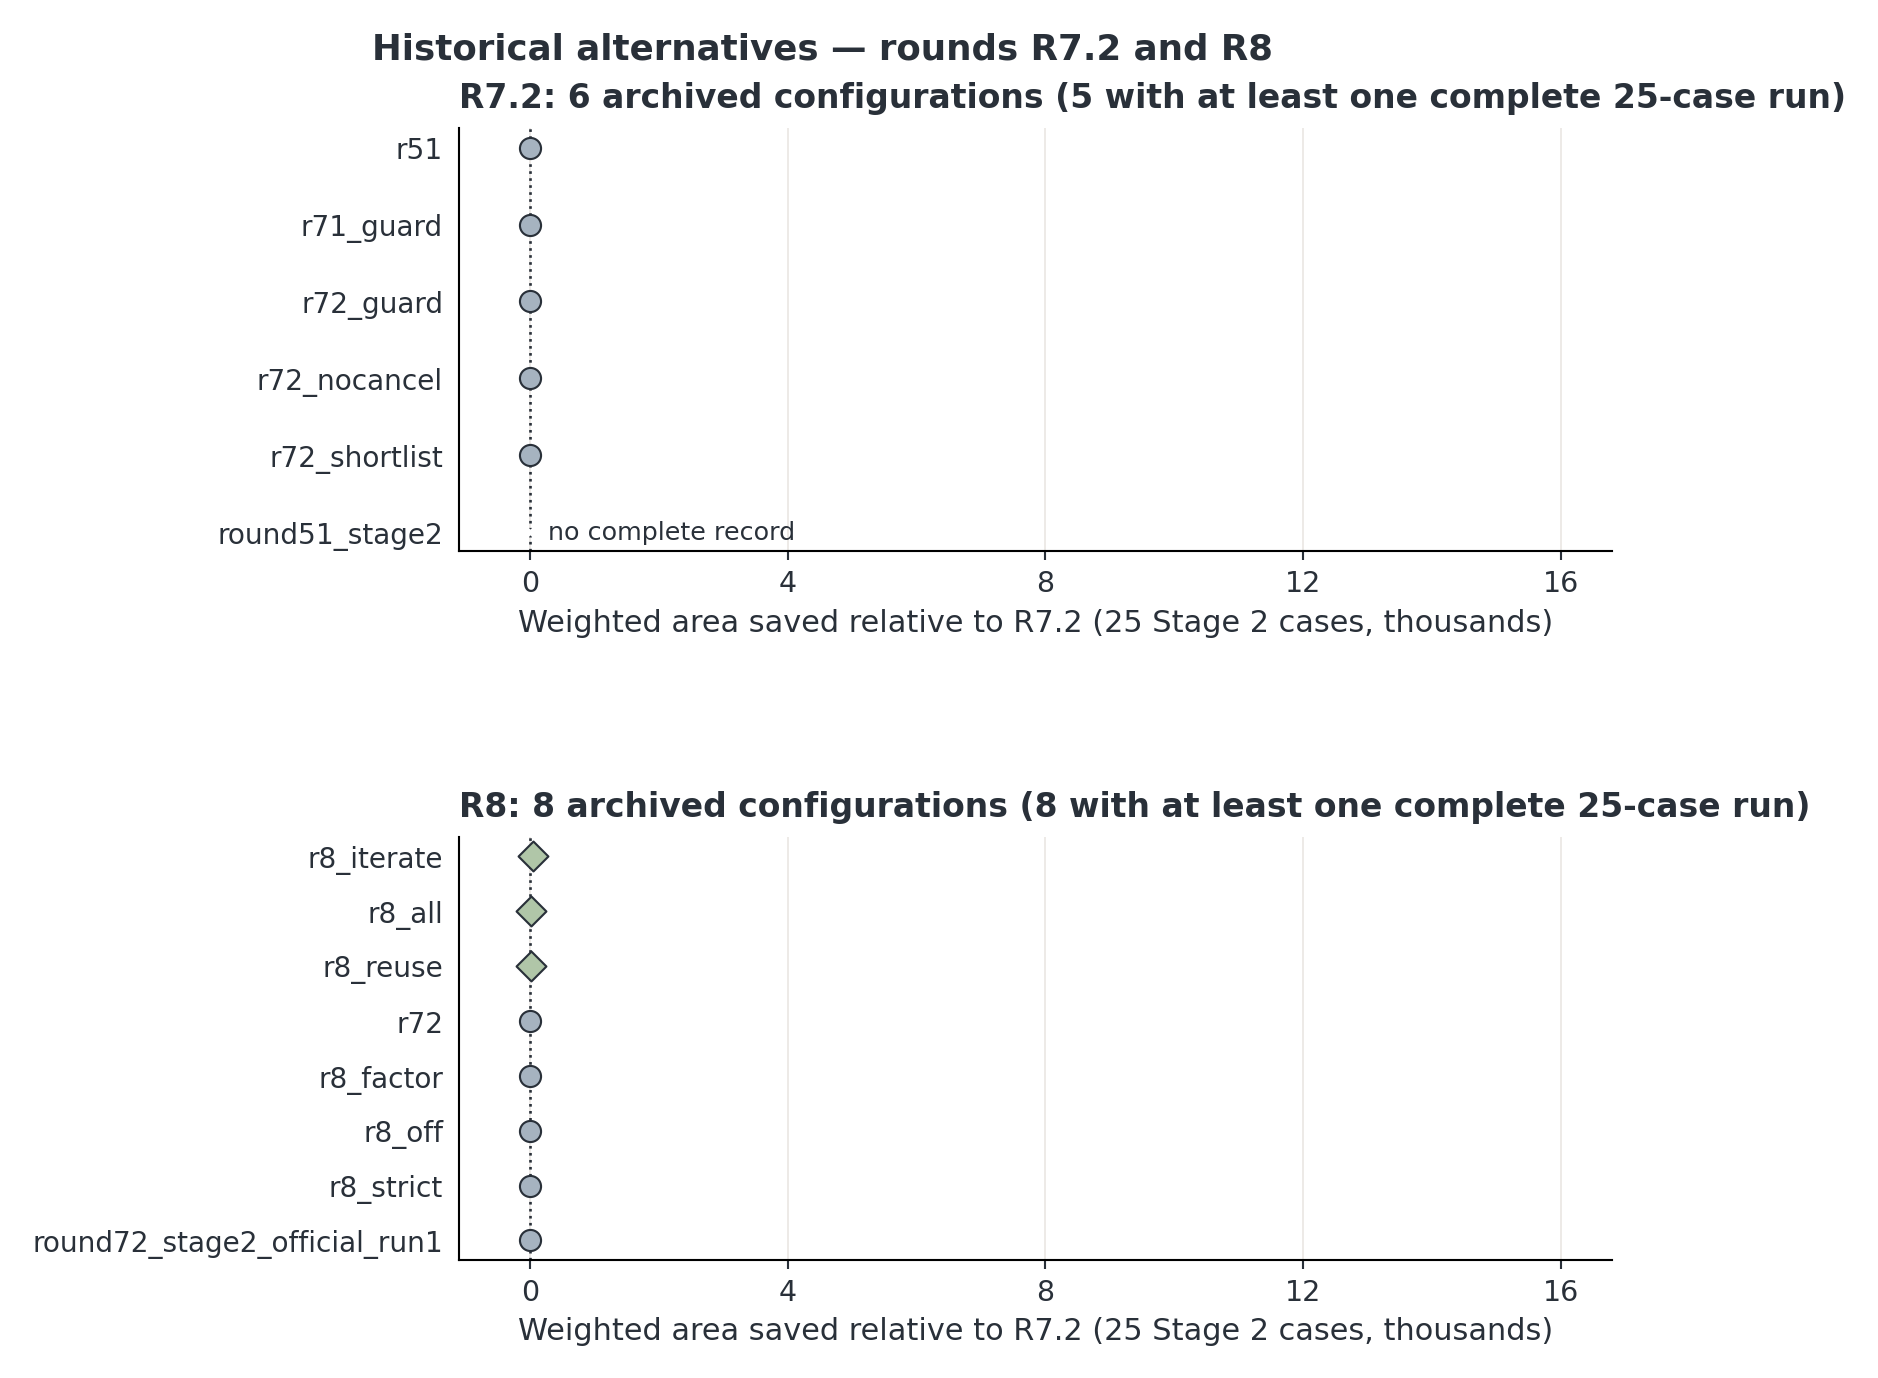 Historical alternatives — rounds R7.2 and R8
R7.2: 6 archived configurations (5 with at least one complete 25-case run)
r51
r71_guard
r72_guard
r72_nocancel
r72_shortlist
round51_stage2
no complete record
0 4 8 12 16
Weighted area saved relative to R7.2 (25 Stage 2 cases, thousands)
R8: 8 archived configurations (8 with at least one complete 25-case run)
r8_iterate
r8_all
r8_reuse
r72
r8_factor
r8_off
r8_strict
round72_stage2_official_run1
0 4 8 12 16
Weighted area saved relative to R7.2 (25 Stage 2 cases, thousands)